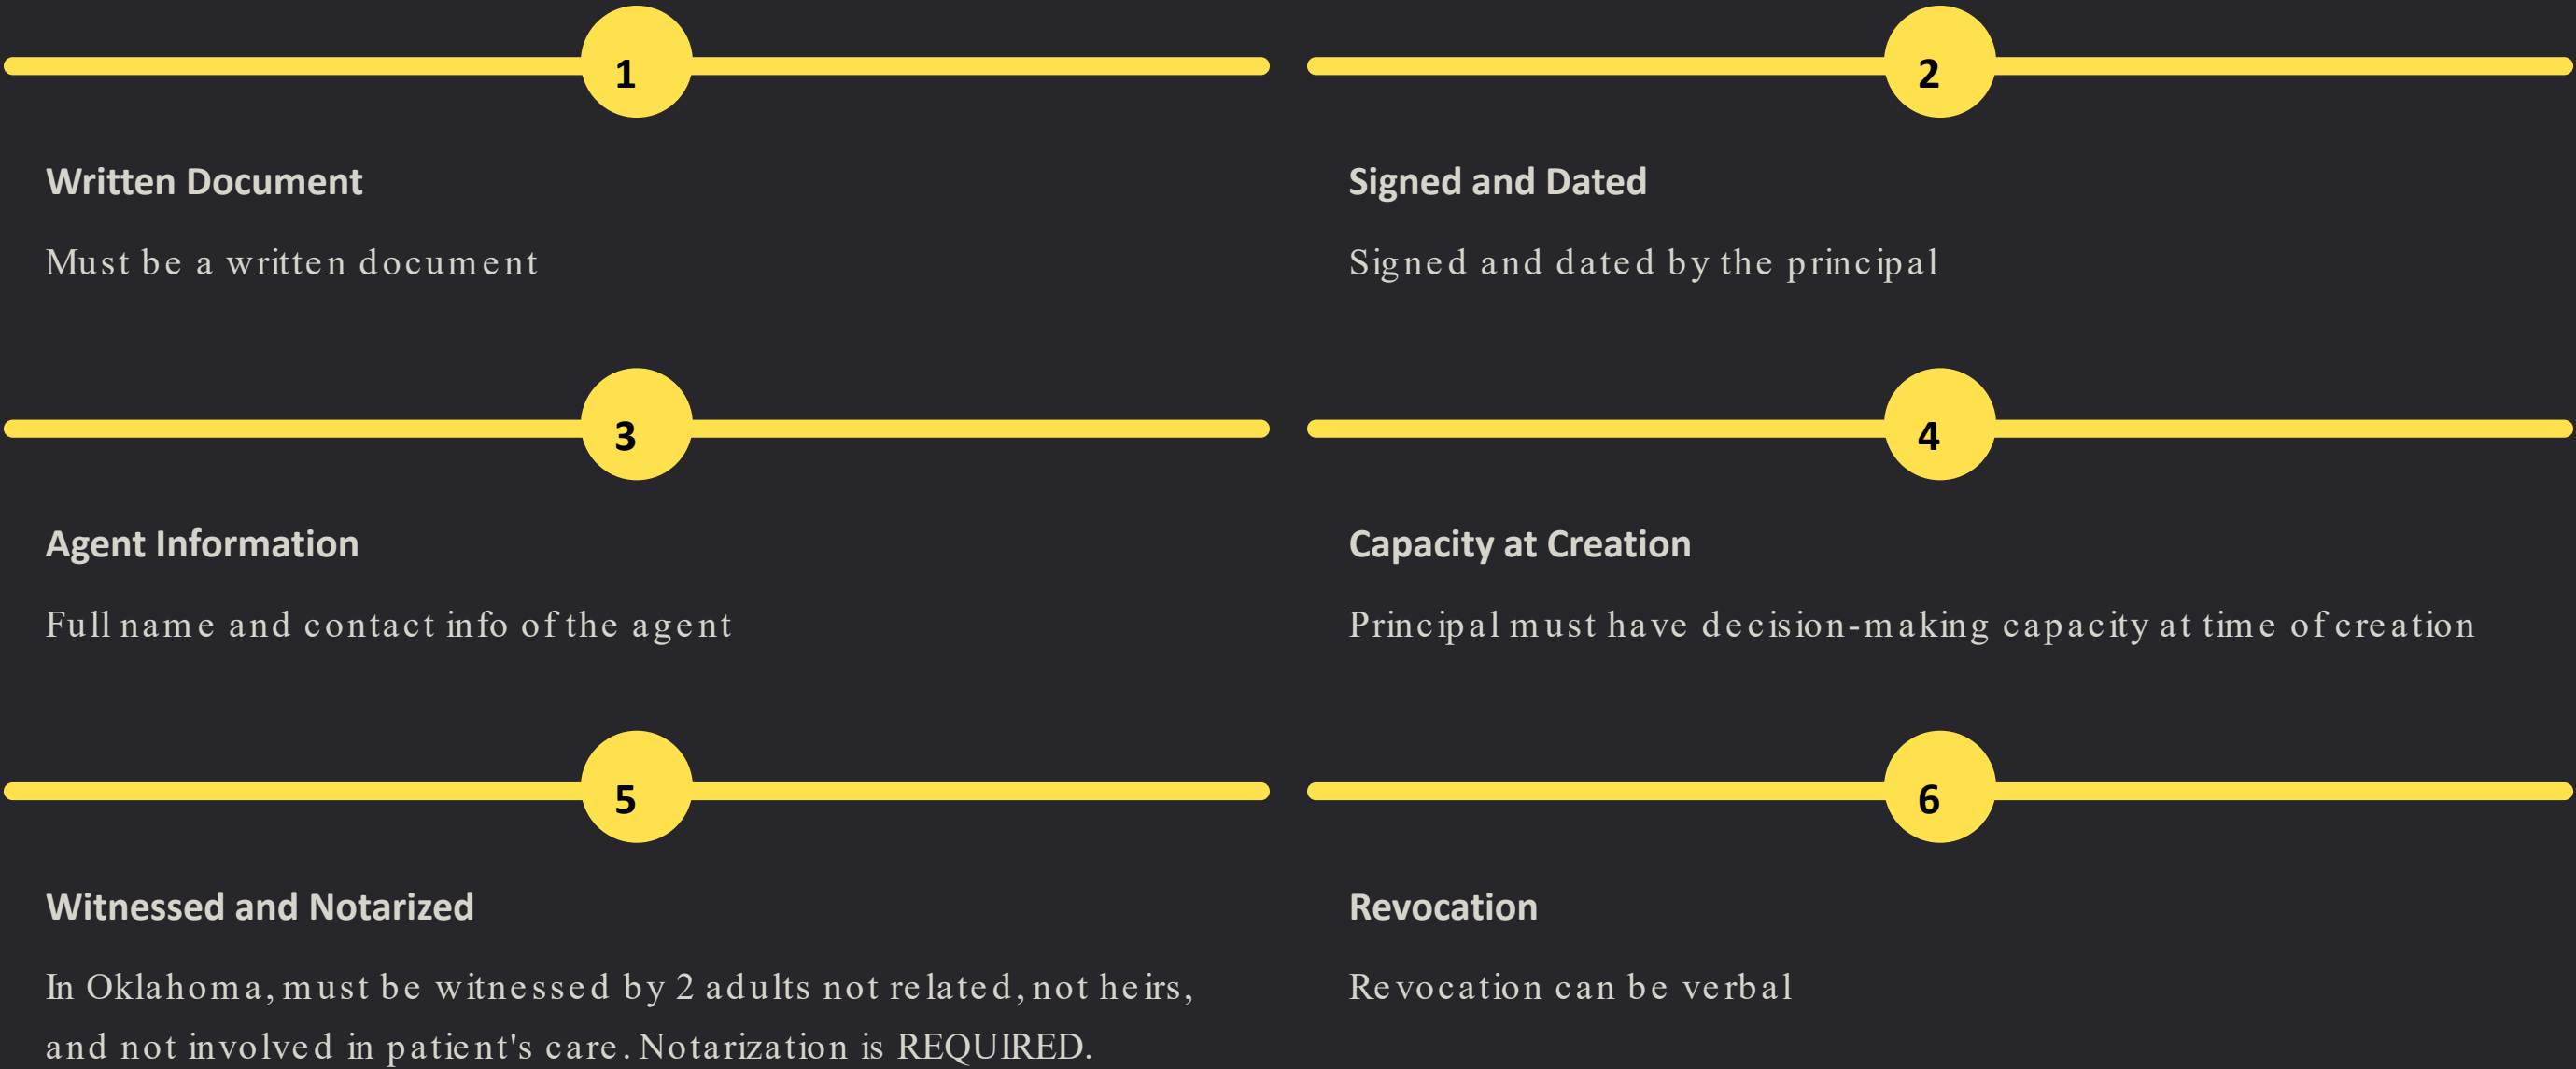 1
Written Document
Must be a written document
2
Signed and Dated
Signed and dated by the principal
3
Agent Information
Full name and contact info of the agent
4
Capacity at Creation
Principal must have decision-making capacity at time of creation
5
Witnessed and Notarized
In Oklahoma, must be witnessed by 2 adults not related, not heirs,
and not involved in patient's care. Notarization is REQUIRED.
6
Revocation
Revocation can be verbal